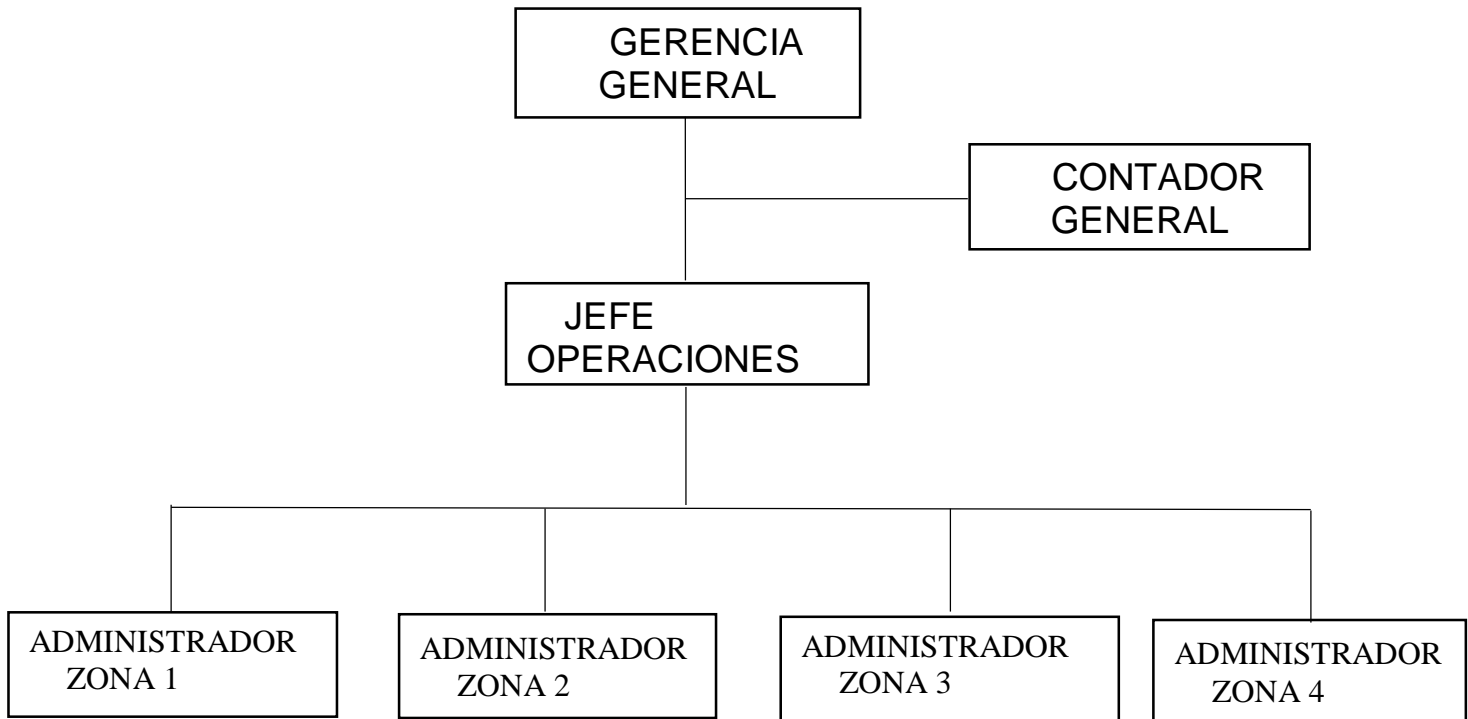 GERENCIA
GENERAL
CONTADOR
GENERAL
JEFE
OPERACIONES
ADMINISTRADOR
ZONA 1
ADMINISTRADOR
ZONA 2
ADMINISTRADOR
ZONA 3
ADMINISTRADOR
ZONA 4